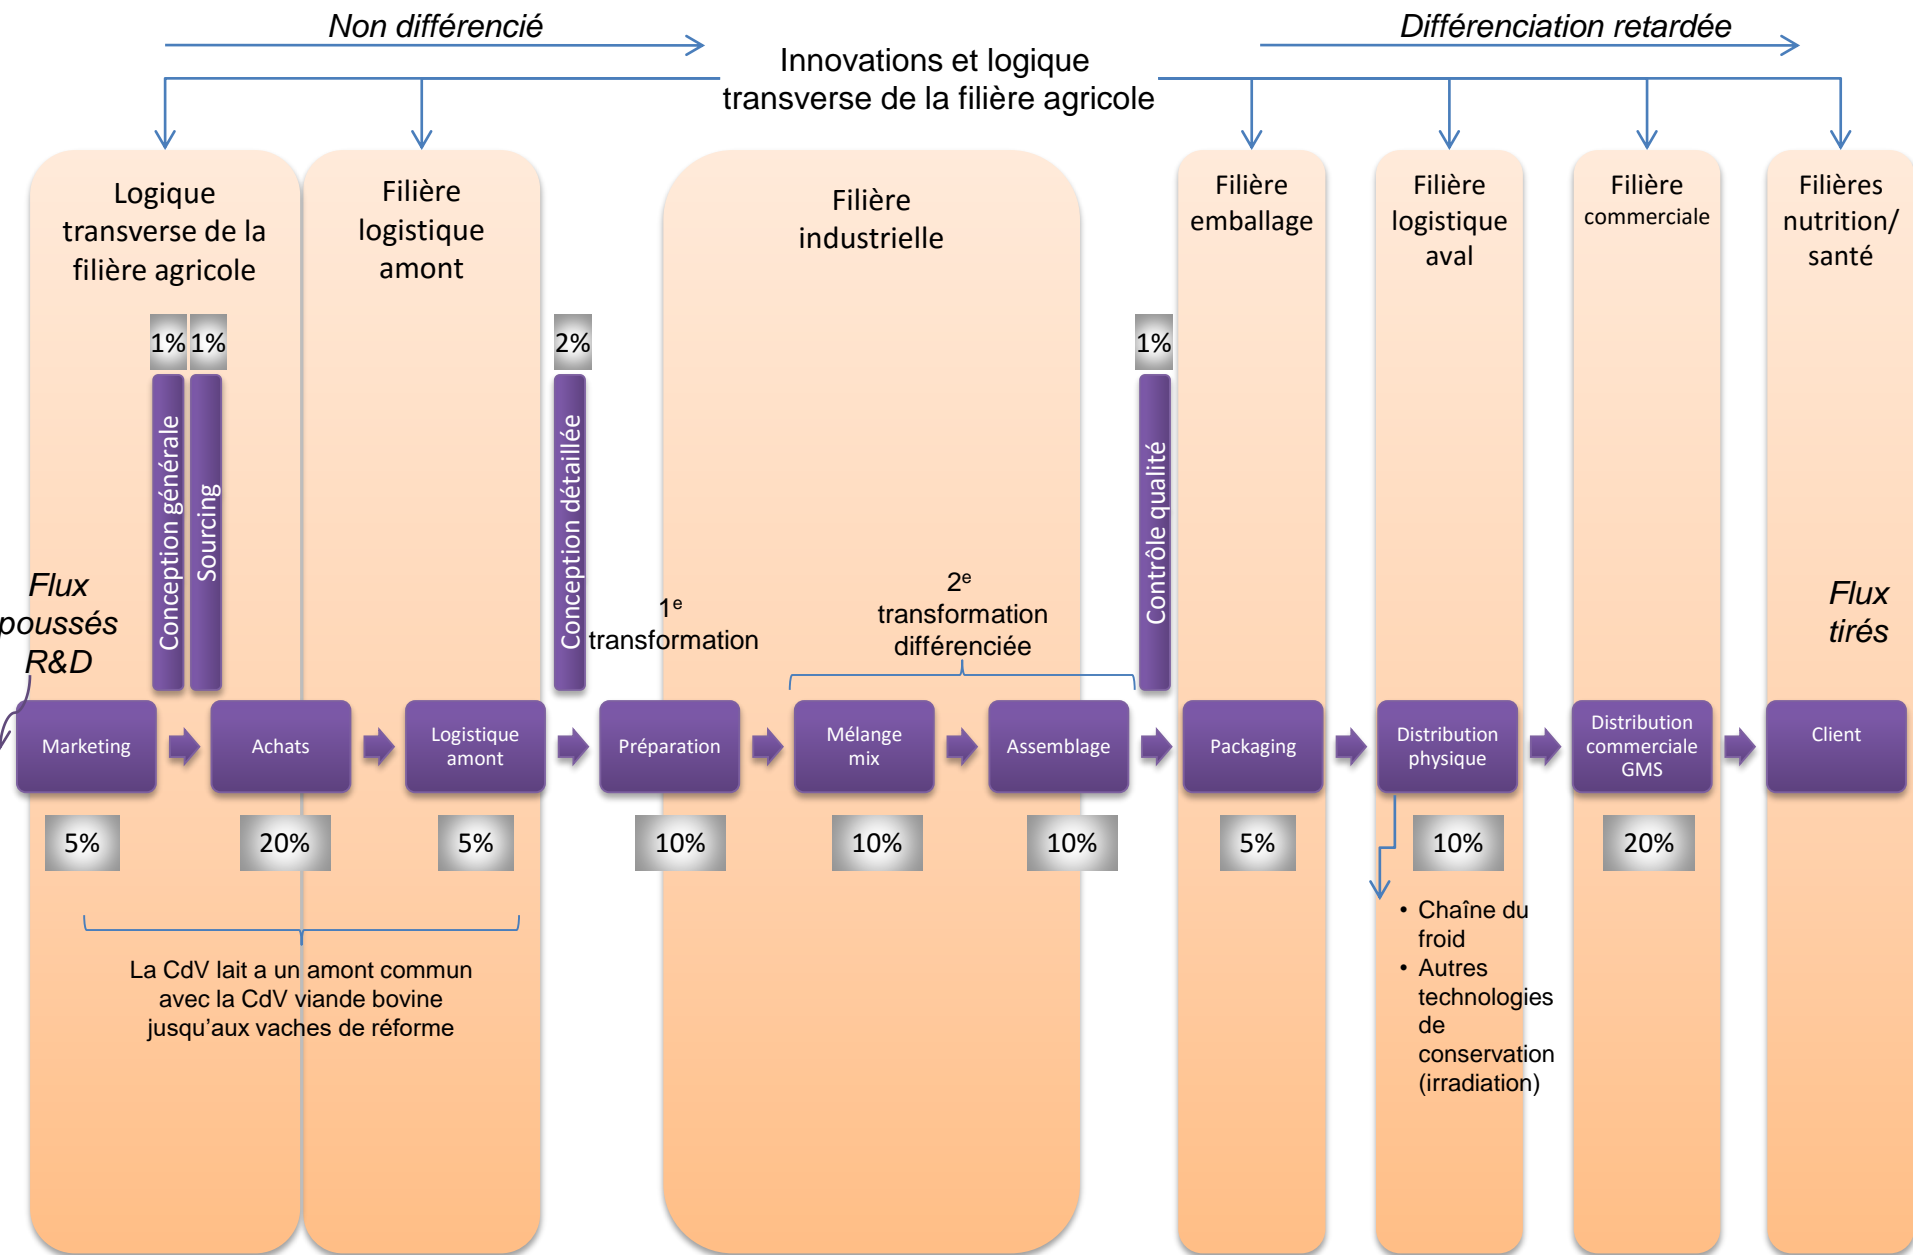 Non différencié
Différenciation retardée
Innovations et logique
transverse de la filière agricole
Logique
transverse de la
filière agricole
Filière
logistique
amont
Filière
industrielle
Filière
emballage
Filière
logistique
aval
Filière
commerciale
Filières
nutrition/
santé
1%
1%
2%
1%
Conception générale
Sourcing
Conception détaillée
Contrôle qualité
Flux
poussés
R&D
1e
transformation
2e
transformation
différenciée
Flux
tirés
Marketing
Achats
Logistique
amont
Préparation
Mélange
mix
Assemblage
Packaging
Distribution
physique
Distribution
commerciale
GMS
Client
5%
20%
5%
10%
10%
10%
5%
10%
20%
La CdV lait a un amont commun
avec la CdV viande bovine
jusqu'aux vaches de réforme
• Chaîne du
froid
• Autres
technologies
de
conservation
(irradiation)